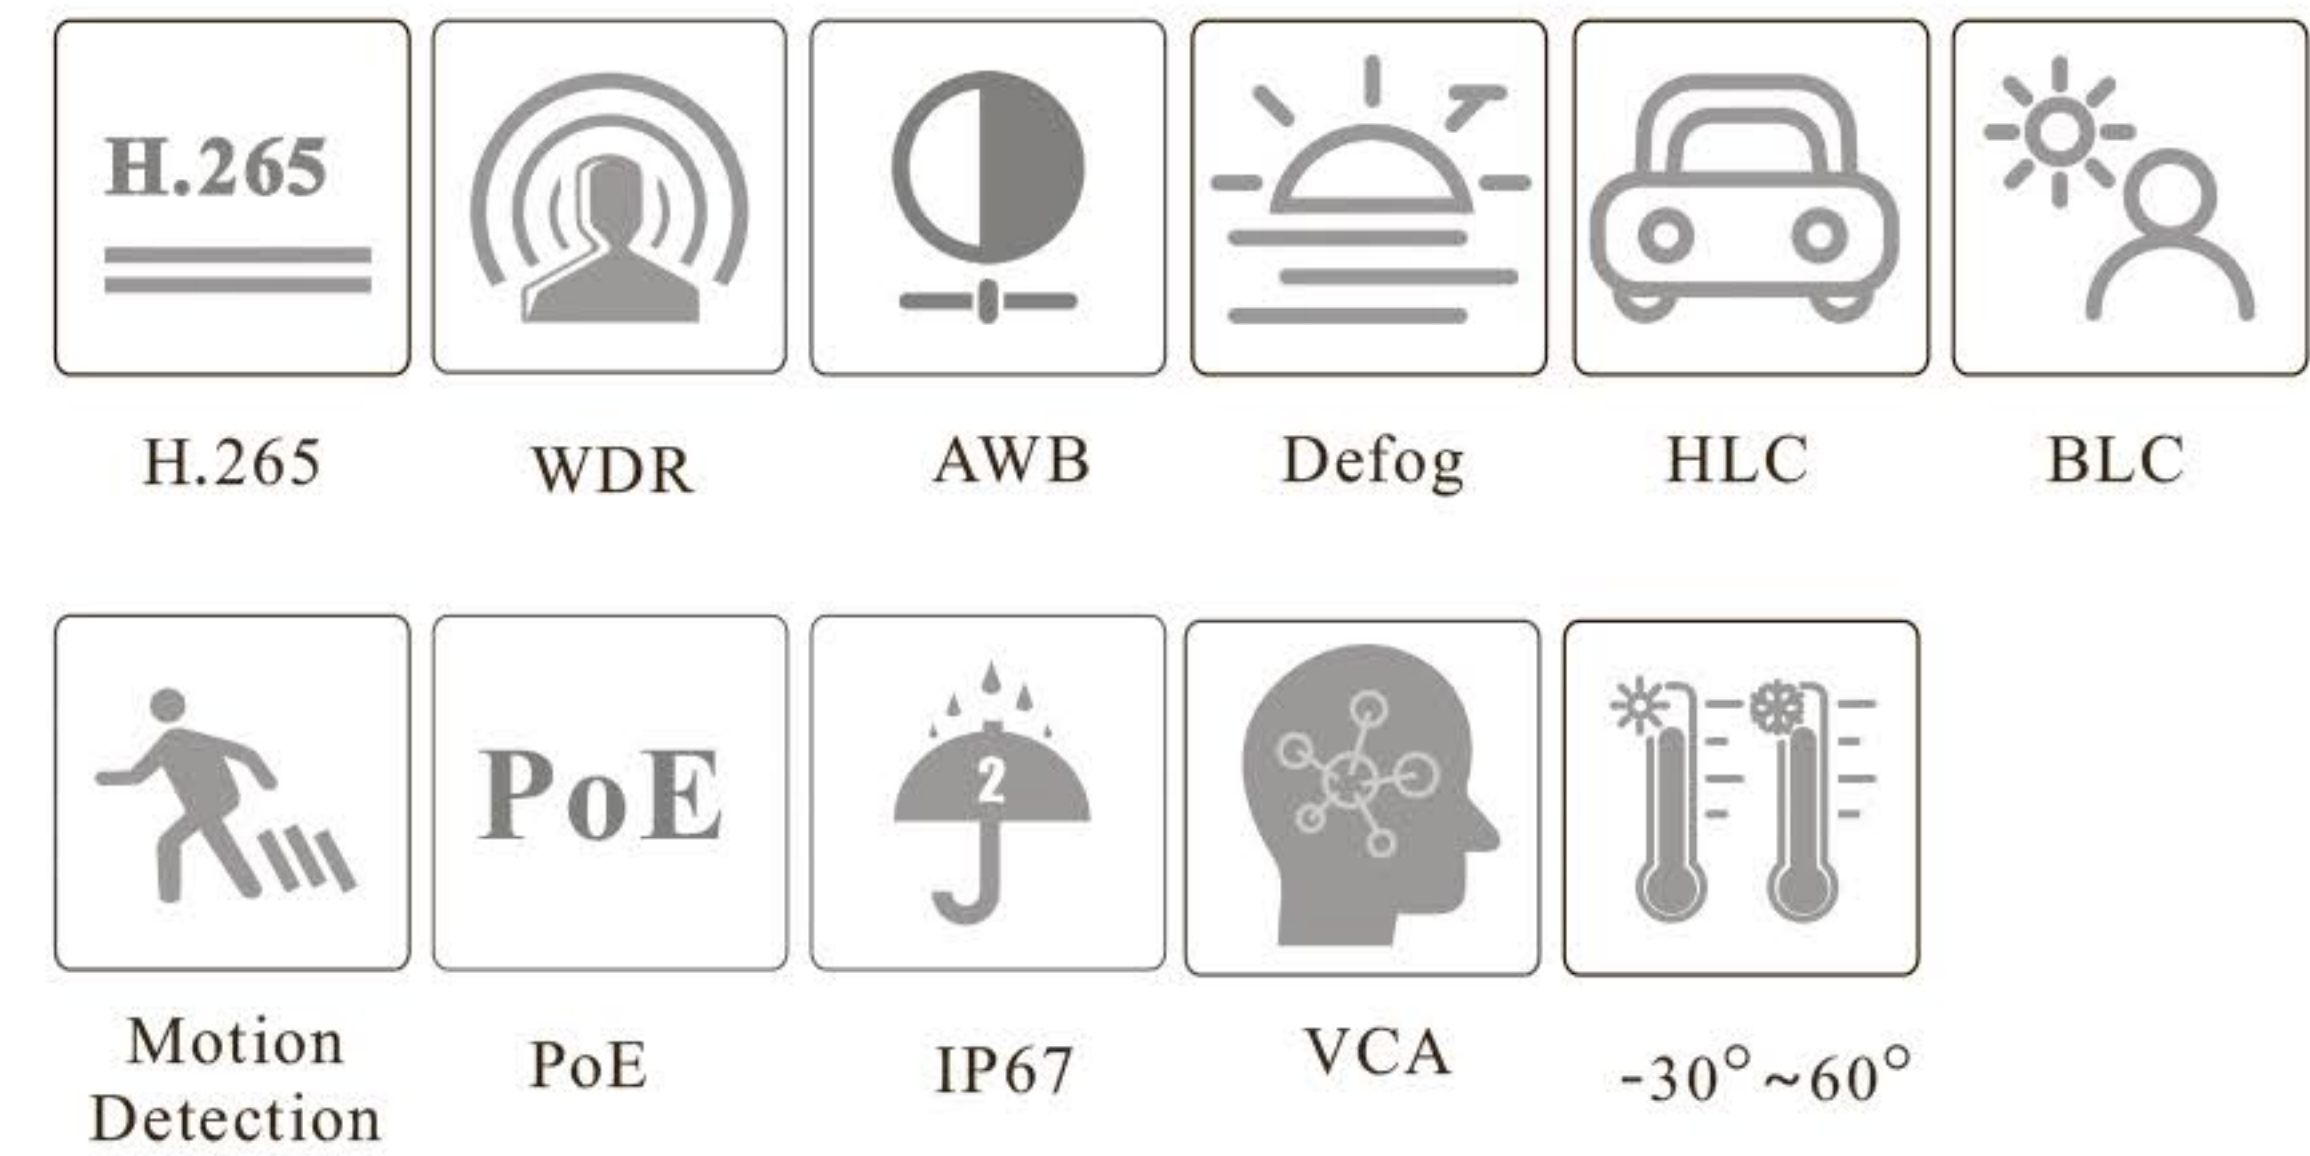 H.265
H.265
WDR
AWB
Defog
HLC
BLC
PoE
2
Motion
Detection
PoE
IP67
VCA
-30°~60°